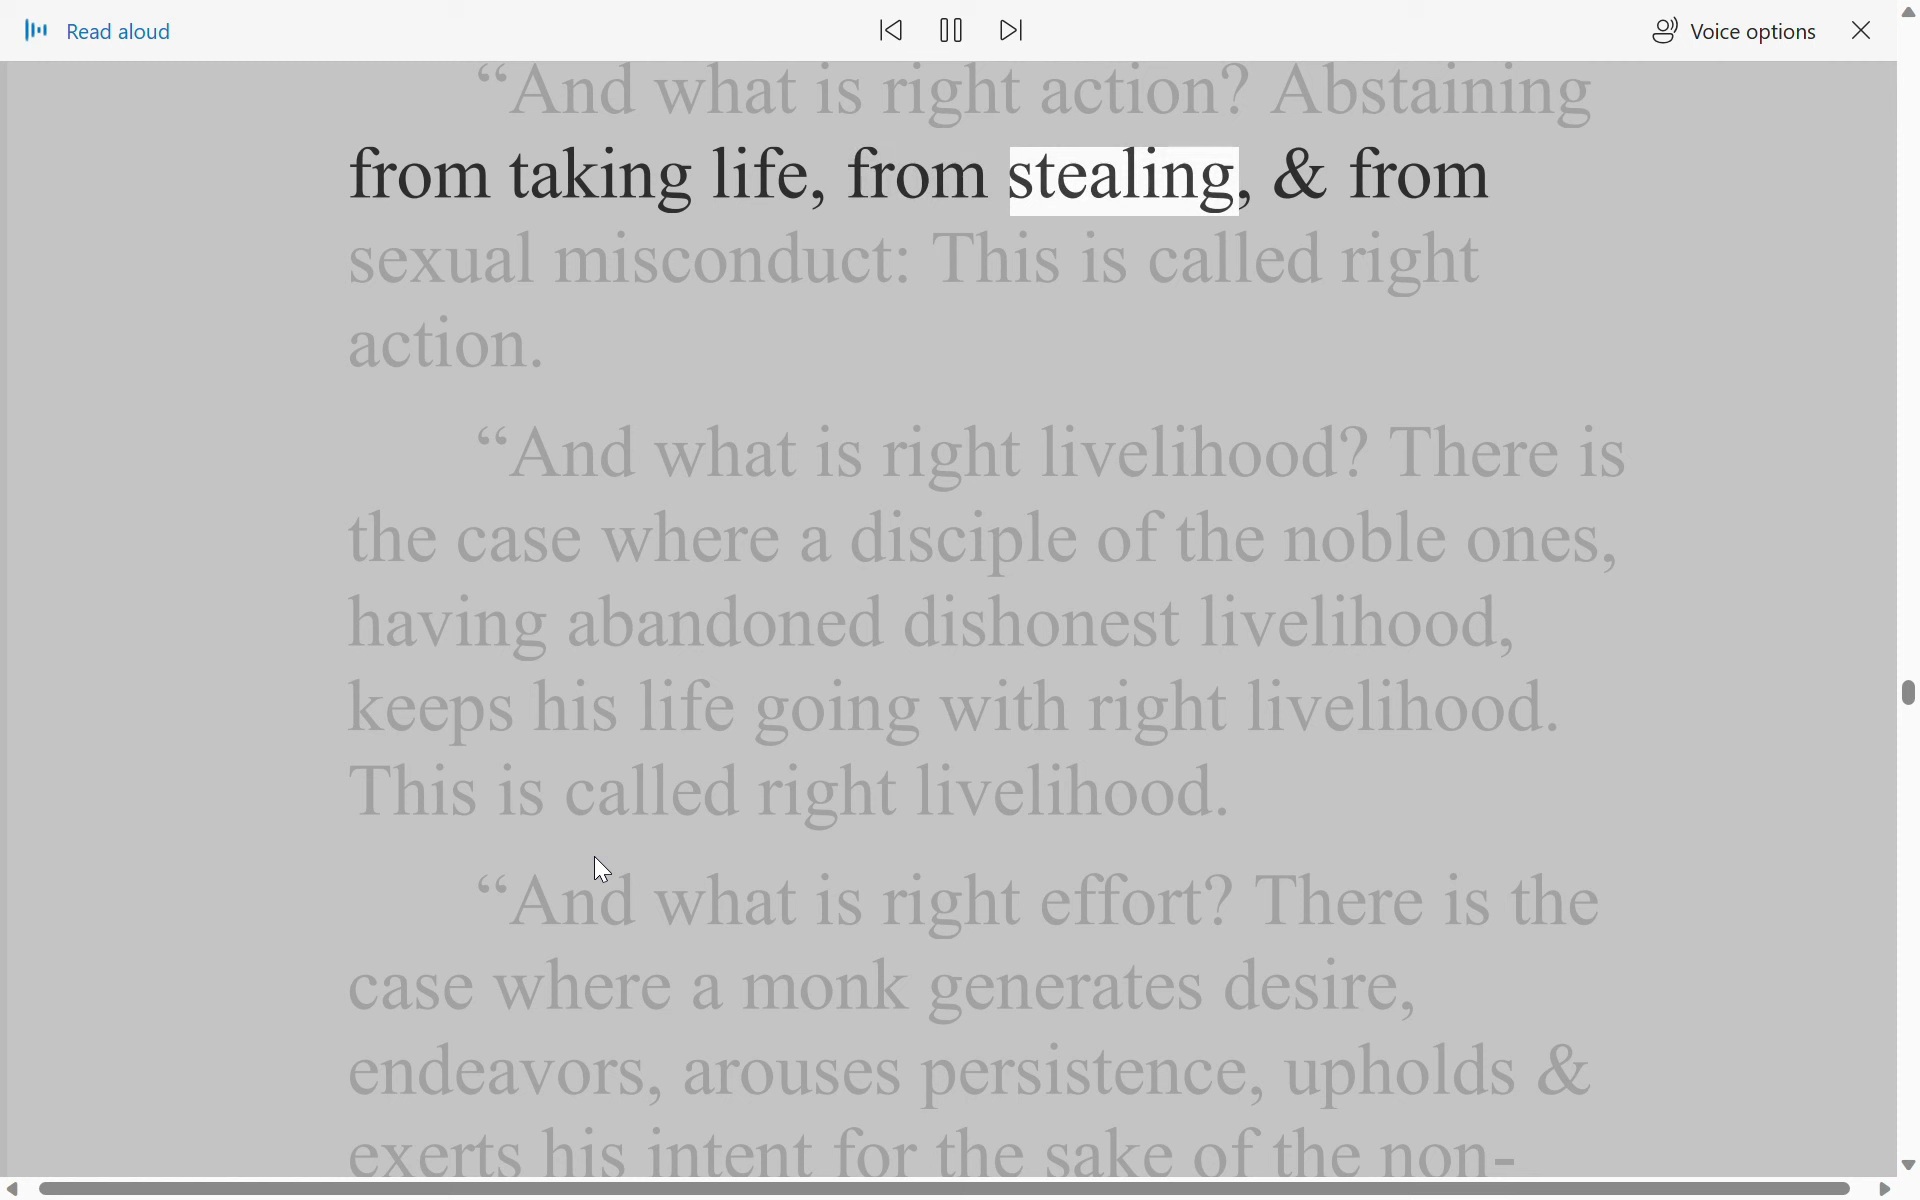 Read aloud
Voice options
“And what is right action? Abstaining
from taking life, from stealing, & from
sexual misconduct: This is called right
action.
“And what is right livelihood? There is
the case where a disciple of the noble ones,
having abandoned dishonest livelihood,
keeps his life going with right livelihood.
This is called right livelihood.
“And what is right effort? There is the
case where a monk generates desire,
endeavors, arouses persistence, upholds &
exerts his intent for the sake of the non-